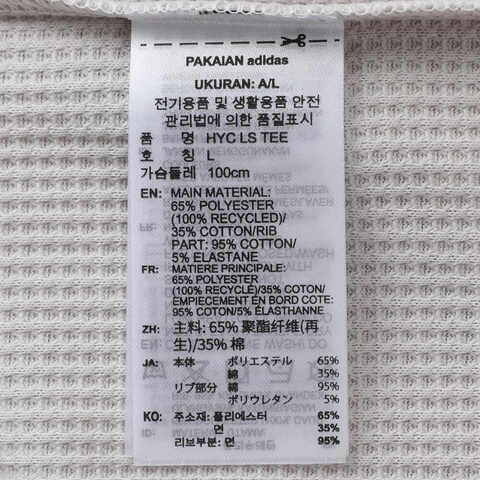 PAKAIAN adidas
UKURAN: A/L
전기용품 및 생활용품 안전
관리법에 의한 품질표시
품 명 HYC LS TEE
호 칭 L
가슴둘레 100cm
EN: MAIN MATERIAL:
65% POLYESTER
(100% RECYCLED)/
35% COTTON/RIB
PART: 95% COTTON/
5% ELASTANE
FR: MATIERE PRINCIPALE:
65% POLYESTER
(100% RECYCLÉ)/35% COTON/
EMPIÈCEMENT EN BORD COTE:
95% COTON/5% ÉLASTHANNE
ZH: 主料: 65% 聚酯纤维(再
生)/35% 棉
JA: 本体 ポリエステル 65%
綿 35%
リブ部分 綿 95%
ポリウレタン 5%
KO: 주소재: 폴리에스터 65%
면 35%
리브부분: 면 95%